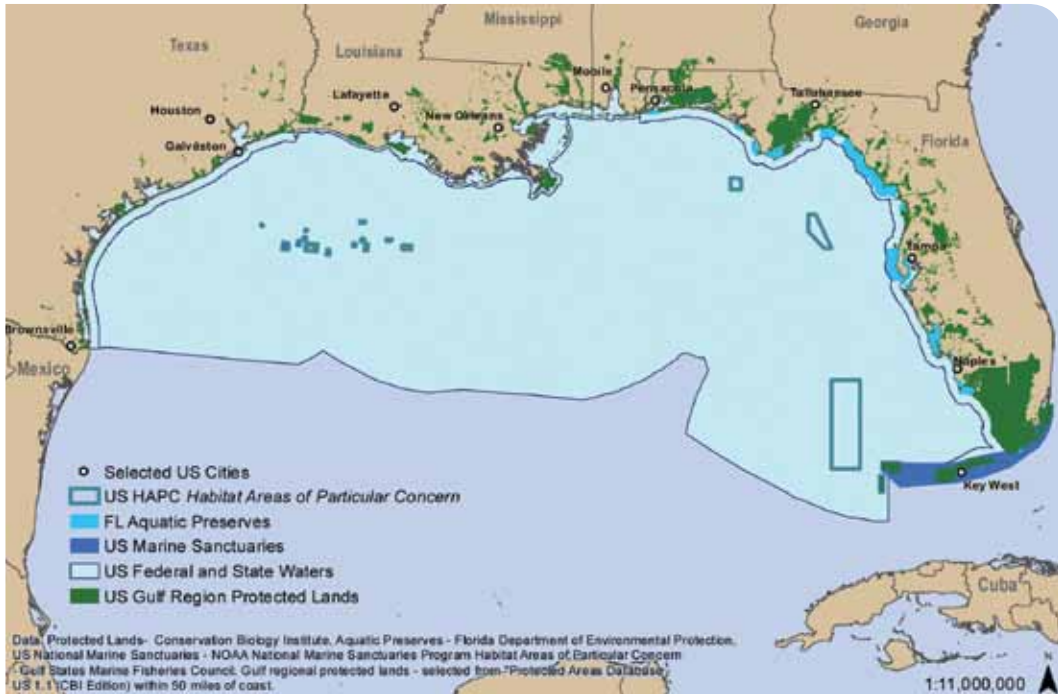 Mississippi
Georgia
Texas
Louisiana
Mobile
Pensacola
Tallahassee
Lafayette
Houston
New Orleans
Galveston
Florida
Tampa
Brownsville
Mexico
Naples
Selected US Cities
Key West
US HAPC Habitat Areas of Particular Concern
FL Aquatic Preserves
US Marine Sanctuaries
US Federal and State Waters
Cuba
US Gulf Region Protected Lands
Data: Protected Lands- Conservation Biology Institute, Aquatic Preserves - Florida Department of Environmental Protection,
US National Marine Sanctuaries - NOAA National Marine Sanctuaries Program Habitat Areas of Particular Concern
- Gulf States Marine Fisheries Council; Gulf regional protected lands - selected from "Protected Areas Database
US 1.1 (CBI Edition) within 50 miles of coast.
1:11,000,000
N